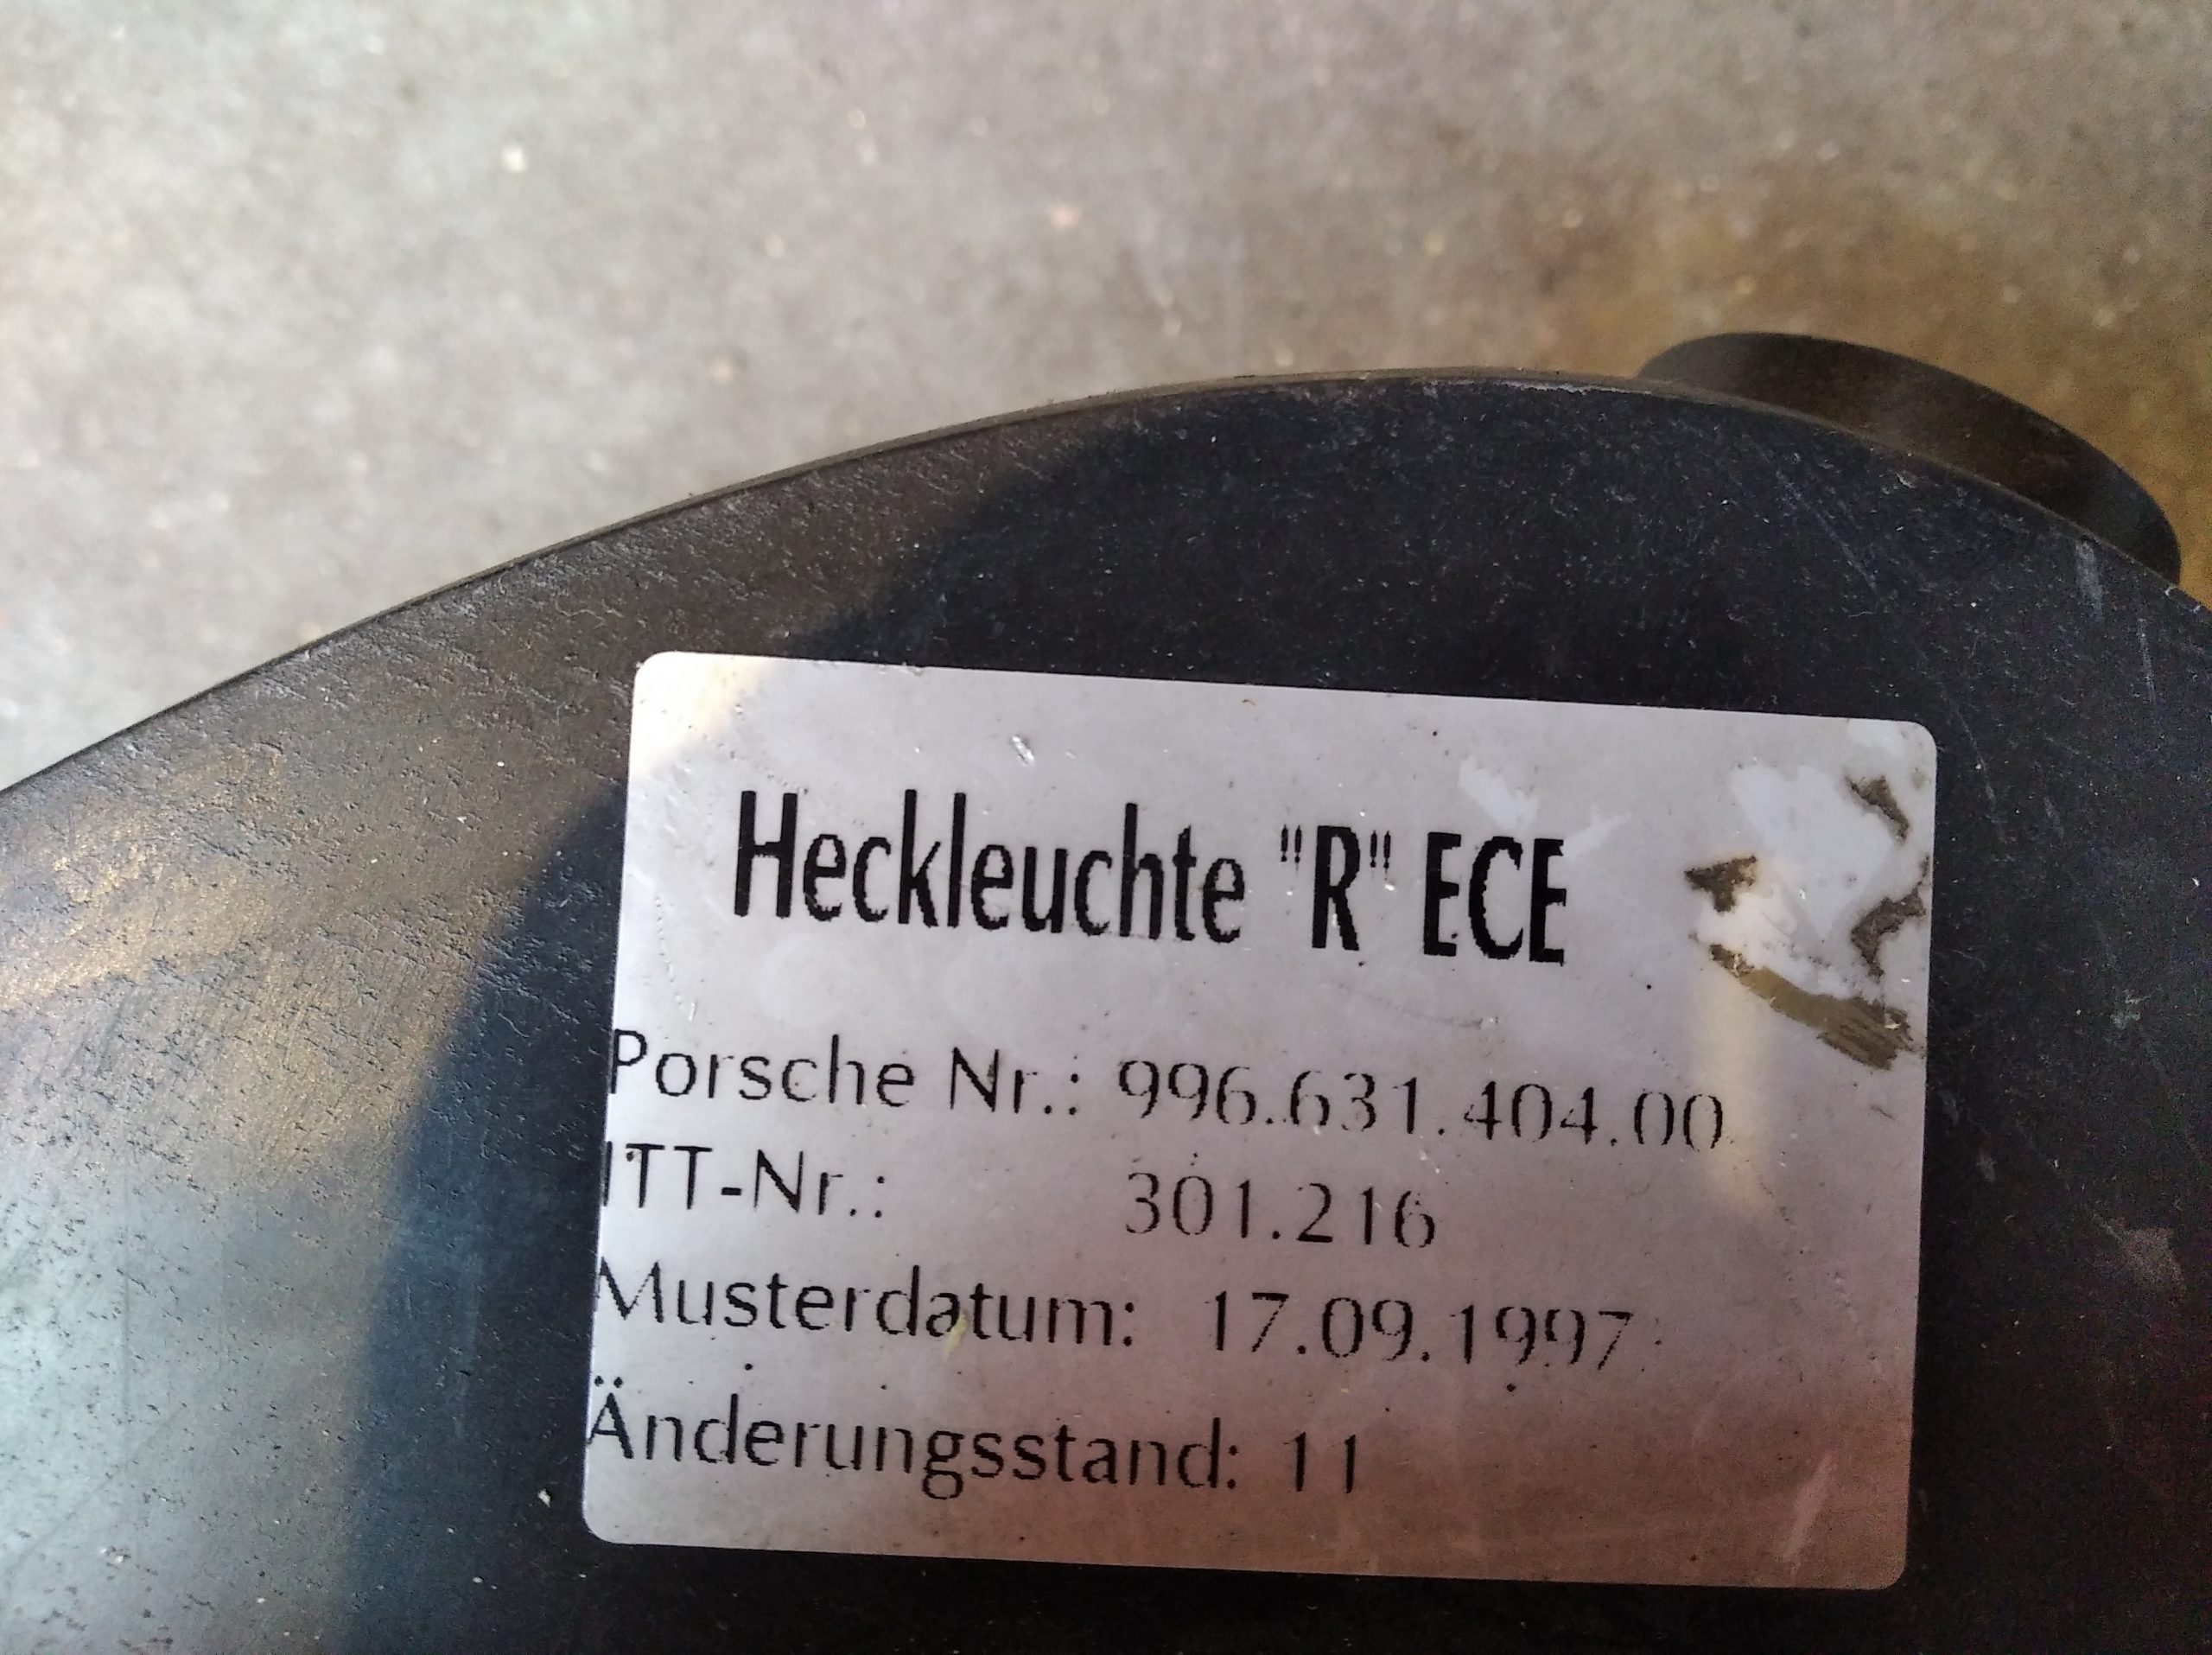 Heckleuchte "R" ECE
Porsche Nr.: 996.631.404.00
ITT-Nr.: 301.216
Musterdatum: 17.09.1997
Änderungsstand: 11